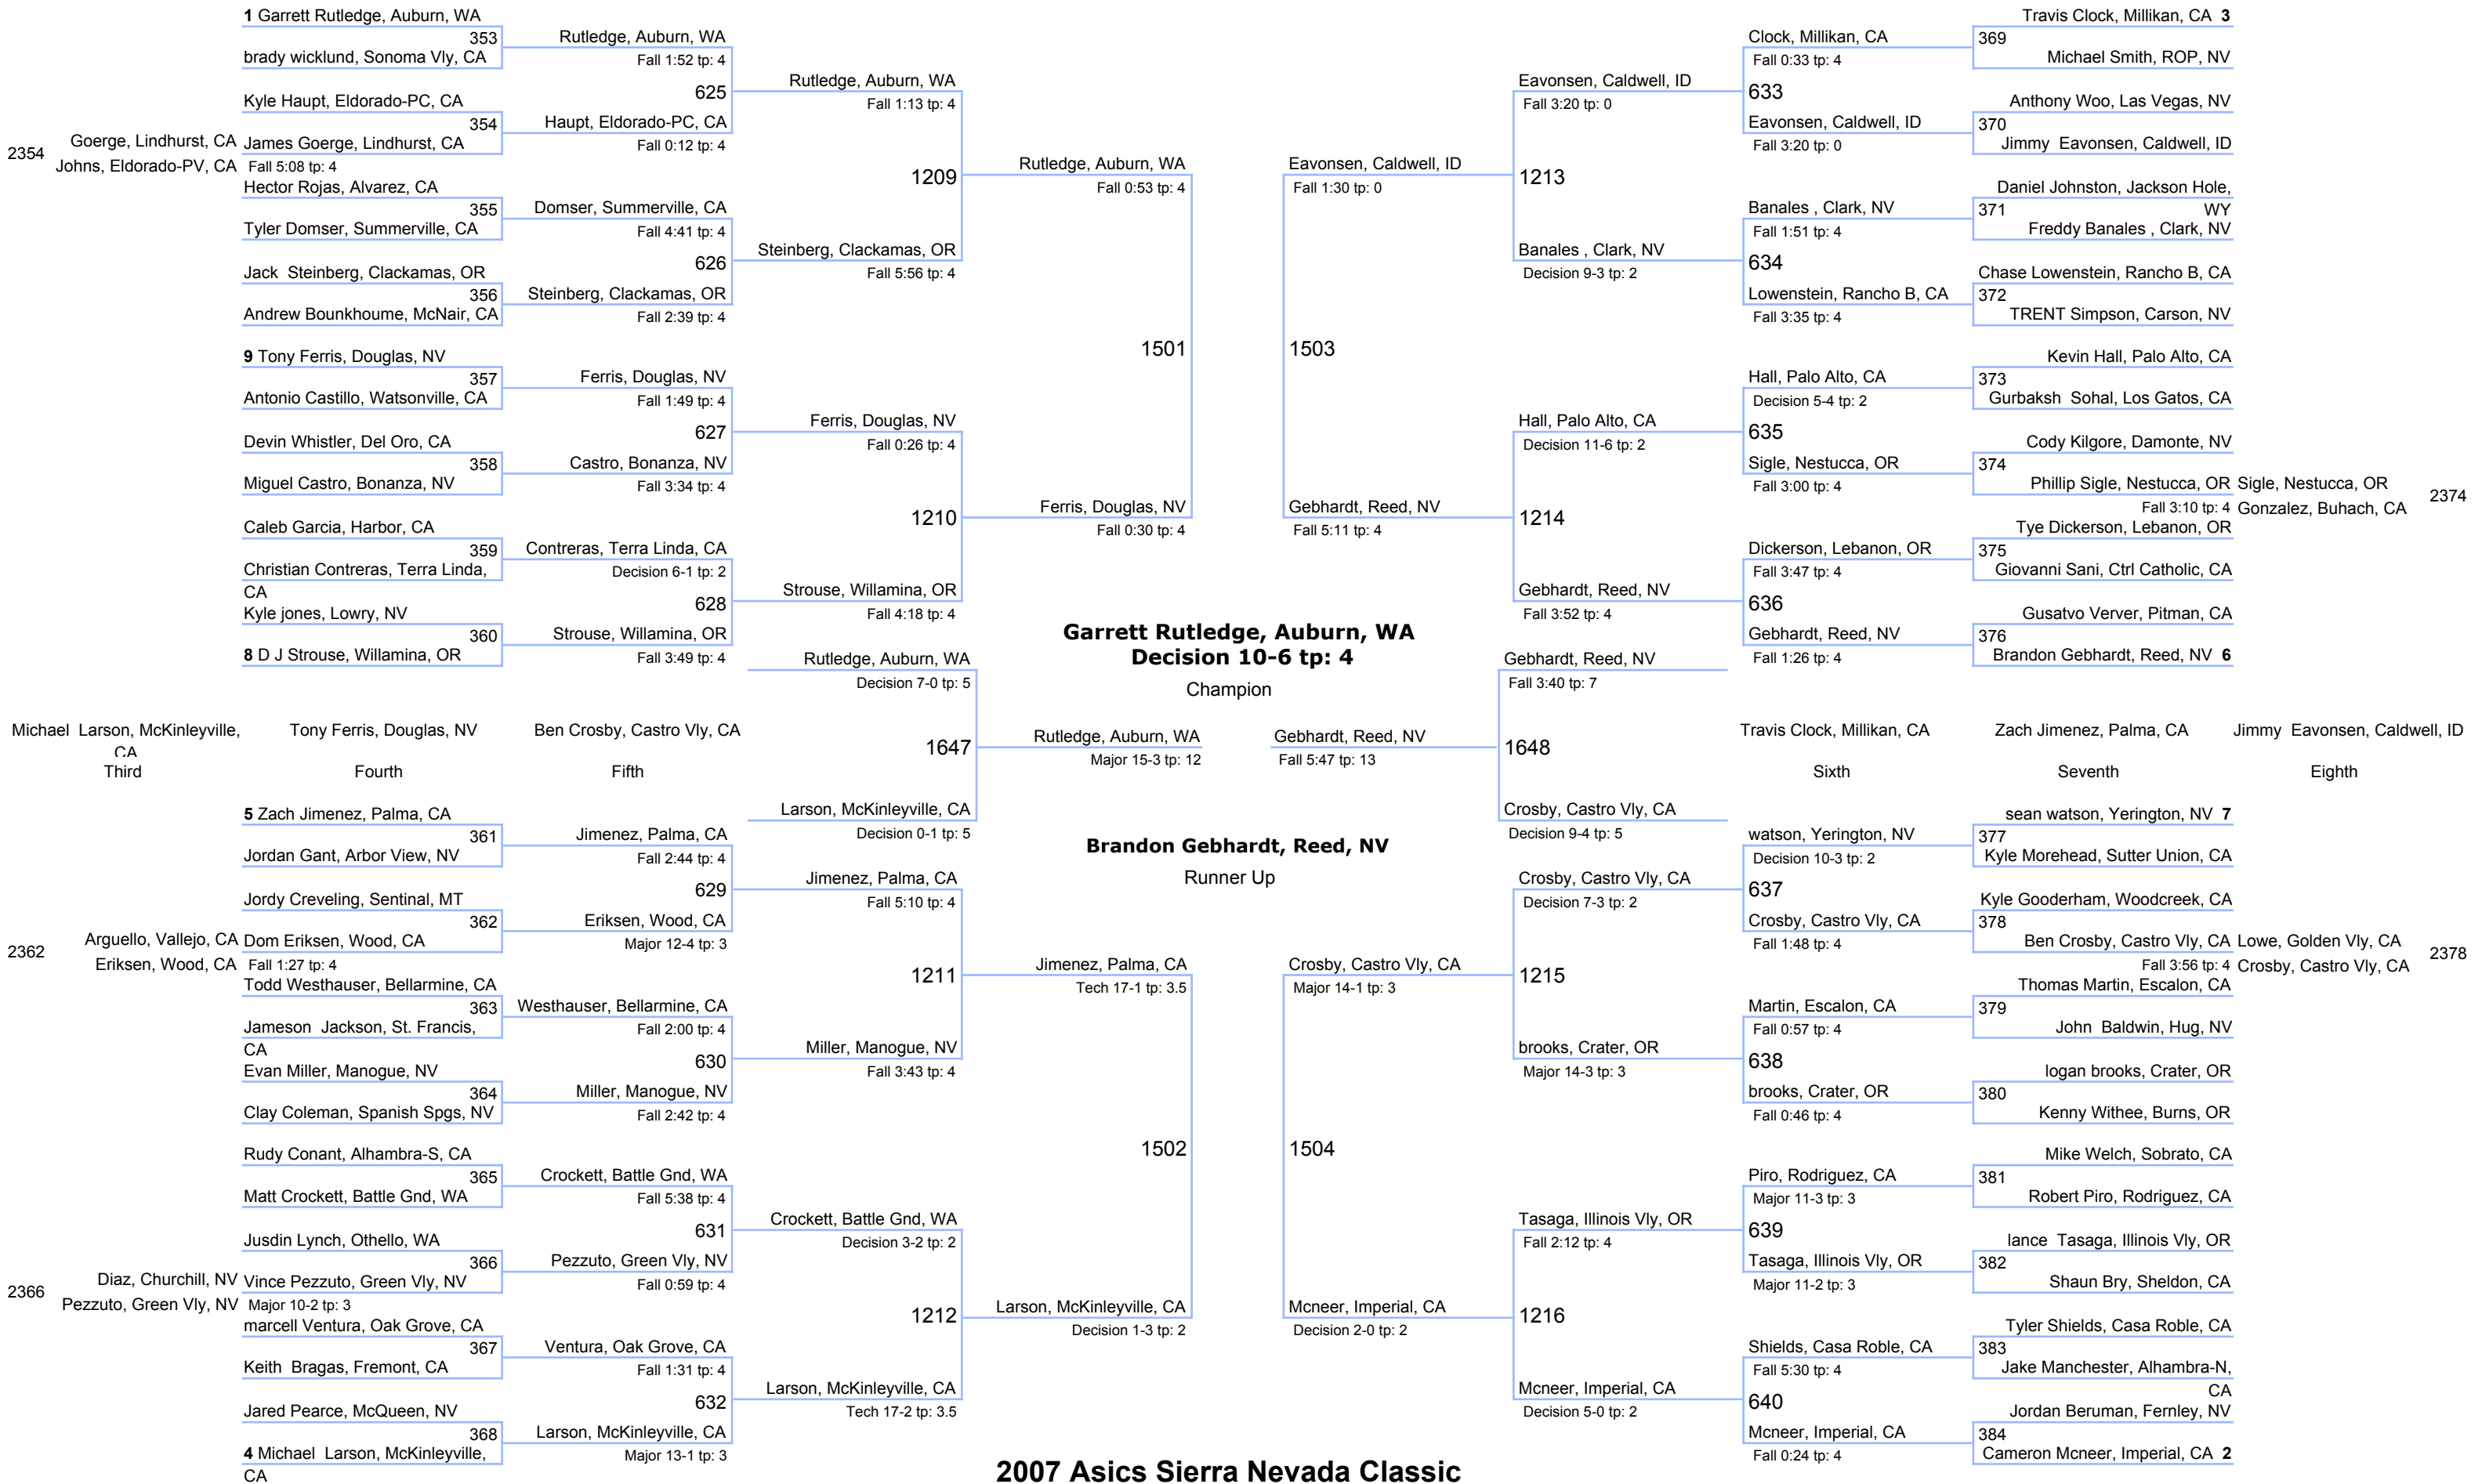 1 Garrett Rutledge, Auburn, WA
353
brady wicklund, Sonoma Vly, CA
Kyle Haupt, Eldorado-PC, CA
354
2354
Goerge, Lindhurst, CA
James Goerge, Lindhurst, CA
Johns, Eldorado-PV, CA
Fall 5:08 tp: 4
Hector Rojas, Alvarez, CA
355
Tyler Domser, Summerville, CA
Jack  Steinberg, Clackamas, OR
356
Andrew Bounkhoume, McNair, CA
9 Tony Ferris, Douglas, NV
357
Antonio Castillo, Watsonville, CA
Devin Whistler, Del Oro, CA
358
Miguel Castro, Bonanza, NV
Caleb Garcia, Harbor, CA
359
Christian Contreras, Terra Linda,
CA
Kyle jones, Lowry, NV
360
8 D J Strouse, Willamina, OR
Rutledge, Auburn, WA
Fall 1:52 tp: 4
625
Haupt, Eldorado-PC, CA
Fall 0:12 tp: 4
Domser, Summerville, CA
Fall 4:41 tp: 4
626
Steinberg, Clackamas, OR
Fall 2:39 tp: 4
Ferris, Douglas, NV
Fall 1:49 tp: 4
627
Castro, Bonanza, NV
Fall 3:34 tp: 4
Contreras, Terra Linda, CA
Decision 6-1 tp: 2
628
Strouse, Willamina, OR
Fall 3:49 tp: 4
Rutledge, Auburn, WA
Fall 1:13 tp: 4
1209
Steinberg, Clackamas, OR
Fall 5:56 tp: 4
Ferris, Douglas, NV
Fall 0:26 tp: 4
1210
Strouse, Willamina, OR
Fall 4:18 tp: 4
Rutledge, Auburn, WA
Fall 0:53 tp: 4
1501
Ferris, Douglas, NV
Fall 0:30 tp: 4
Eavonsen, Caldwell, ID
Fall 1:30 tp: 0
1503
Gebhardt, Reed, NV
Fall 5:11 tp: 4
Eavonsen, Caldwell, ID
Fall 3:20 tp: 0
1213
Banales , Clark, NV
Decision 9-3 tp: 2
Hall, Palo Alto, CA
Decision 11-6 tp: 2
1214
Gebhardt, Reed, NV
Fall 3:52 tp: 4
Clock, Millikan, CA
Fall 0:33 tp: 4
633
Eavonsen, Caldwell, ID
Fall 3:20 tp: 0
Banales , Clark, NV
Fall 1:51 tp: 4
634
Lowenstein, Rancho B, CA
Fall 3:35 tp: 4
Hall, Palo Alto, CA
Decision 5-4 tp: 2
635
Sigle, Nestucca, OR
Fall 3:00 tp: 4
Dickerson, Lebanon, OR
Fall 3:47 tp: 4
636
Gebhardt, Reed, NV
Fall 1:26 tp: 4
Travis Clock, Millikan, CA 3
369
Michael Smith, ROP, NV
Anthony Woo, Las Vegas, NV
370
Jimmy  Eavonsen, Caldwell, ID
Daniel Johnston, Jackson Hole,
371
WY
Freddy Banales , Clark, NV
Chase Lowenstein, Rancho B, CA
372
TRENT Simpson, Carson, NV
Kevin Hall, Palo Alto, CA
373
Gurbaksh  Sohal, Los Gatos, CA
Cody Kilgore, Damonte, NV
374
Phillip Sigle, Nestucca, OR
Sigle, Nestucca, OR
2374
Fall 3:10 tp: 4
Gonzalez, Buhach, CA
Tye Dickerson, Lebanon, OR
375
Giovanni Sani, Ctrl Catholic, CA
Gusatvo Verver, Pitman, CA
376
Brandon Gebhardt, Reed, NV 6
Garrett Rutledge, Auburn, WA
Decision 10-6 tp: 4
Champion
Rutledge, Auburn, WA
Decision 7-0 tp: 5
1647
Larson, McKinleyville, CA
Decision 0-1 tp: 5
Rutledge, Auburn, WA
Major 15-3 tp: 12
Gebhardt, Reed, NV
Fall 5:47 tp: 13
Gebhardt, Reed, NV
Fall 3:40 tp: 7
1648
Crosby, Castro Vly, CA
Decision 9-4 tp: 5
Brandon Gebhardt, Reed, NV
Runner Up
Michael  Larson, McKinleyville,
CA
Third
Tony Ferris, Douglas, NV
Fourth
Ben Crosby, Castro Vly, CA
Fifth
Travis Clock, Millikan, CA
Sixth
Zach Jimenez, Palma, CA
Seventh
Jimmy  Eavonsen, Caldwell, ID
Eighth
5 Zach Jimenez, Palma, CA
361
Jordan Gant, Arbor View, NV
Jordy Creveling, Sentinal, MT
362
2362
Arguello, Vallejo, CA
Dom Eriksen, Wood, CA
Eriksen, Wood, CA
Fall 1:27 tp: 4
Todd Westhauser, Bellarmine, CA
363
Jameson  Jackson, St. Francis,
CA
Evan Miller, Manogue, NV
364
Clay Coleman, Spanish Spgs, NV
Rudy Conant, Alhambra-S, CA
365
Matt Crockett, Battle Gnd, WA
Jusdin Lynch, Othello, WA
366
2366
Diaz, Churchill, NV
Vince Pezzuto, Green Vly, NV
Pezzuto, Green Vly, NV
Major 10-2 tp: 3
marcell Ventura, Oak Grove, CA
367
Keith  Bragas, Fremont, CA
Jared Pearce, McQueen, NV
368
4 Michael  Larson, McKinleyville,
CA
Jimenez, Palma, CA
Fall 2:44 tp: 4
629
Eriksen, Wood, CA
Major 12-4 tp: 3
Westhauser, Bellarmine, CA
Fall 2:00 tp: 4
630
Miller, Manogue, NV
Fall 2:42 tp: 4
Crockett, Battle Gnd, WA
Fall 5:38 tp: 4
631
Pezzuto, Green Vly, NV
Fall 0:59 tp: 4
Ventura, Oak Grove, CA
Fall 1:31 tp: 4
632
Larson, McKinleyville, CA
Major 13-1 tp: 3
Jimenez, Palma, CA
Fall 5:10 tp: 4
1211
Miller, Manogue, NV
Fall 3:43 tp: 4
Crockett, Battle Gnd, WA
Decision 3-2 tp: 2
1212
Larson, McKinleyville, CA
Tech 17-2 tp: 3.5
Jimenez, Palma, CA
Tech 17-1 tp: 3.5
1502
Larson, McKinleyville, CA
Decision 1-3 tp: 2
Crosby, Castro Vly, CA
Major 14-1 tp: 3
1504
Mcneer, Imperial, CA
Decision 2-0 tp: 2
Crosby, Castro Vly, CA
Decision 7-3 tp: 2
1215
brooks, Crater, OR
Major 14-3 tp: 3
Tasaga, Illinois Vly, OR
Fall 2:12 tp: 4
1216
Mcneer, Imperial, CA
Decision 5-0 tp: 2
watson, Yerington, NV
Decision 10-3 tp: 2
637
Crosby, Castro Vly, CA
Fall 1:48 tp: 4
Martin, Escalon, CA
Fall 0:57 tp: 4
638
brooks, Crater, OR
Fall 0:46 tp: 4
Piro, Rodriguez, CA
Major 11-3 tp: 3
639
Tasaga, Illinois Vly, OR
Major 11-2 tp: 3
Shields, Casa Roble, CA
Fall 5:30 tp: 4
640
Mcneer, Imperial, CA
Fall 0:24 tp: 4
sean watson, Yerington, NV 7
377
Kyle Morehead, Sutter Union, CA
Kyle Gooderham, Woodcreek, CA
378
Ben Crosby, Castro Vly, CA
Lowe, Golden Vly, CA
2378
Fall 3:56 tp: 4
Crosby, Castro Vly, CA
Thomas Martin, Escalon, CA
379
John  Baldwin, Hug, NV
logan brooks, Crater, OR
380
Kenny Withee, Burns, OR
Mike Welch, Sobrato, CA
381
Robert Piro, Rodriguez, CA
lance  Tasaga, Illinois Vly, OR
382
Shaun Bry, Sheldon, CA
Tyler Shields, Casa Roble, CA
383
Jake Manchester, Alhambra-N,
CA
Jordan Beruman, Fernley, NV
384
Cameron Mcneer, Imperial, CA 2
2007 Asics Sierra Nevada Classic